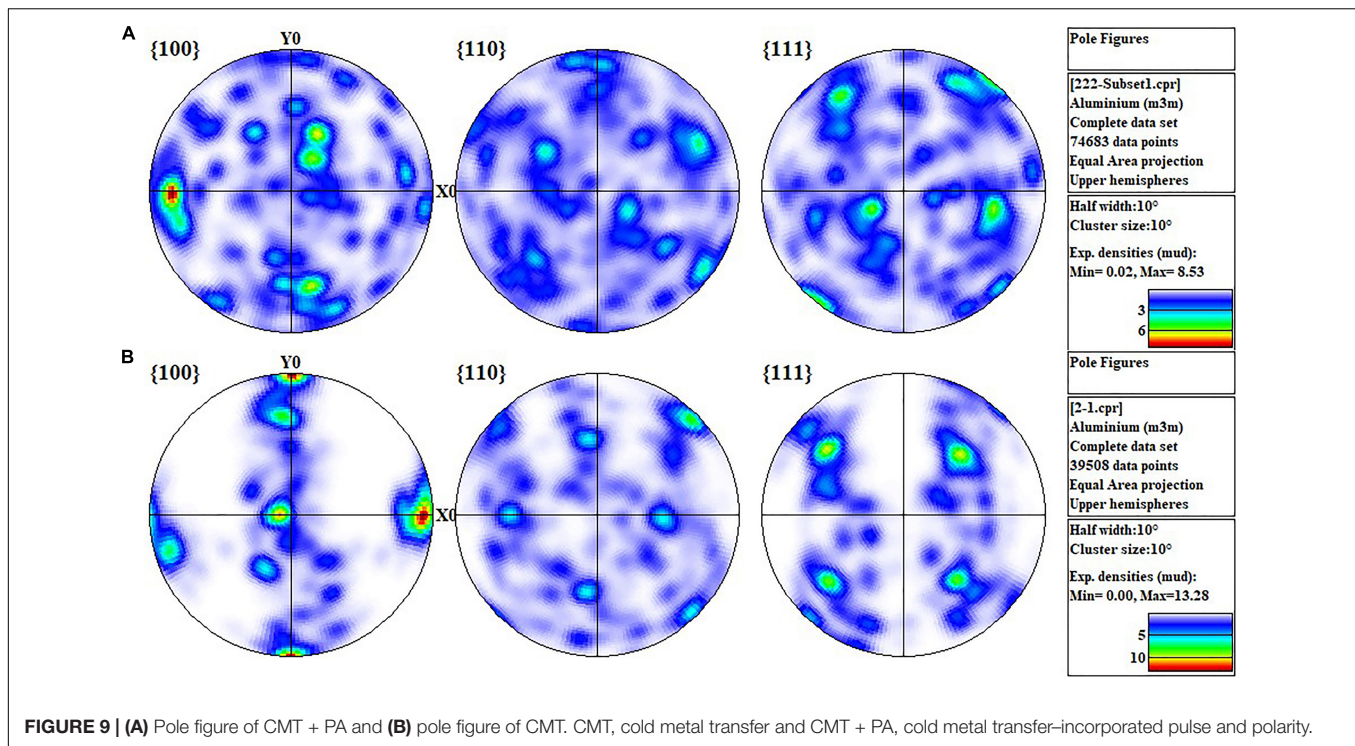 A
{100}
Y0
{110}
{111}
X0
Pole Figures
[222-Subset1.cpr]
Aluminium (m3m)
Complete data set
74683 data points
Equal Area projection
Upper hemispheres
Half width:10°
Cluster size:10°
Exp. densities (mud):
Min= 0.02, Max= 8.53
3
6
B
{100}
Y0
{110}
{111}
X0
Pole Figures
[2-1.cpr]
Aluminium (m3m)
Complete data set
39508 data points
Equal Area projection
Upper hemispheres
Half width:10°
Cluster size:10°
Exp. densities (mud):
Min= 0.00, Max=13.28
5
10
FIGURE 9 | (A) Pole figure of CMT + PA and (B) pole figure of CMT. CMT, cold metal transfer and CMT + PA, cold metal transfer–incorporated pulse and polarity.